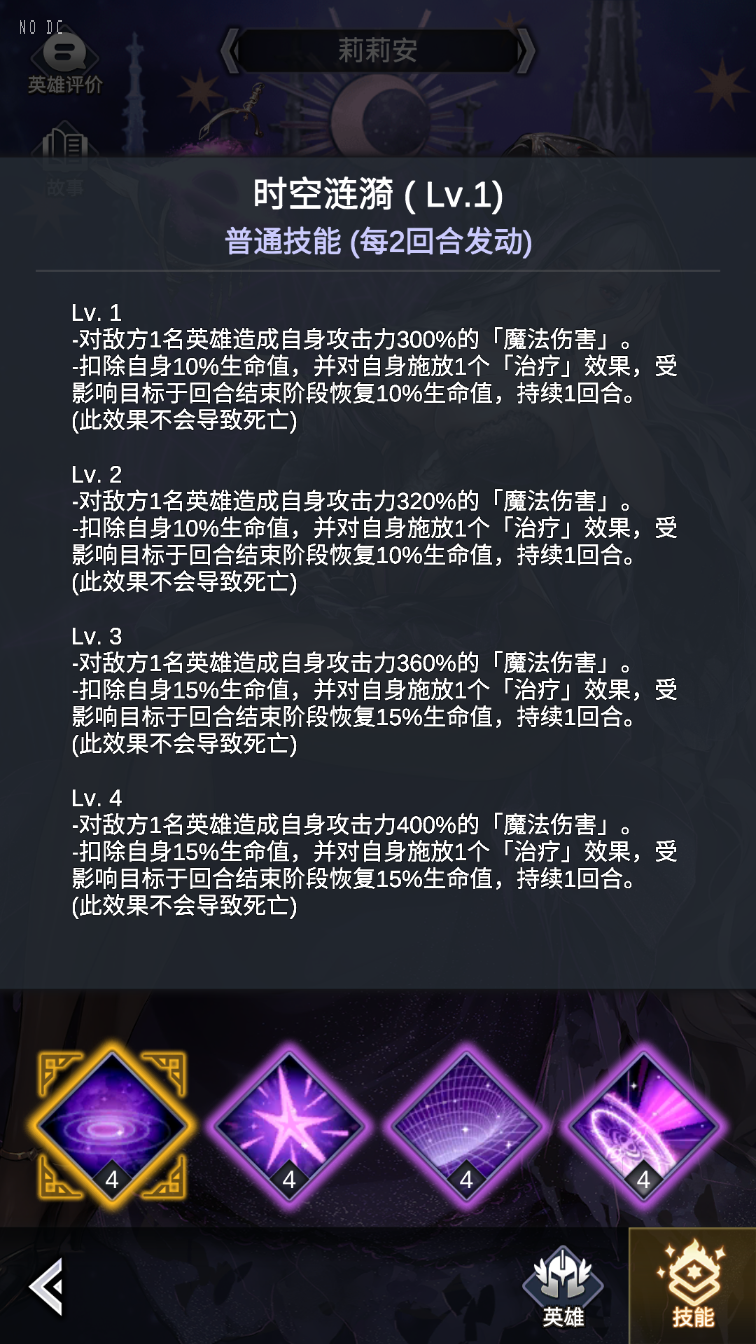 NO DC
莉莉安
英雄评价
故事
时空涟漪 ( Lv.1)
普通技能 (每2回合发动)
Lv. 1
-对敌方1名英雄造成自身攻击力300%的「魔法伤害」。
-扣除自身10%生命值，并对自身施放1个「治疗」效果，受
影响目标于回合结束阶段恢复10%生命值，持续1回合。
(此效果不会导致死亡)
Lv. 2
-对敌方1名英雄造成自身攻击力320%的「魔法伤害」。
-扣除自身10%生命值，并对自身施放1个「治疗」效果，受
影响目标于回合结束阶段恢复10%生命值，持续1回合。
(此效果不会导致死亡)
Lv. 3
-对敌方1名英雄造成自身攻击力360%的「魔法伤害」。
-扣除自身15%生命值，并对自身施放1个「治疗」效果，受
影响目标于回合结束阶段恢复15%生命值，持续1回合。
(此效果不会导致死亡)
Lv. 4
-对敌方1名英雄造成自身攻击力400%的「魔法伤害」。
-扣除自身15%生命值，并对自身施放1个「治疗」效果，受
影响目标于回合结束阶段恢复15%生命值，持续1回合。
(此效果不会导致死亡)
4
4
4
4
英雄
技能